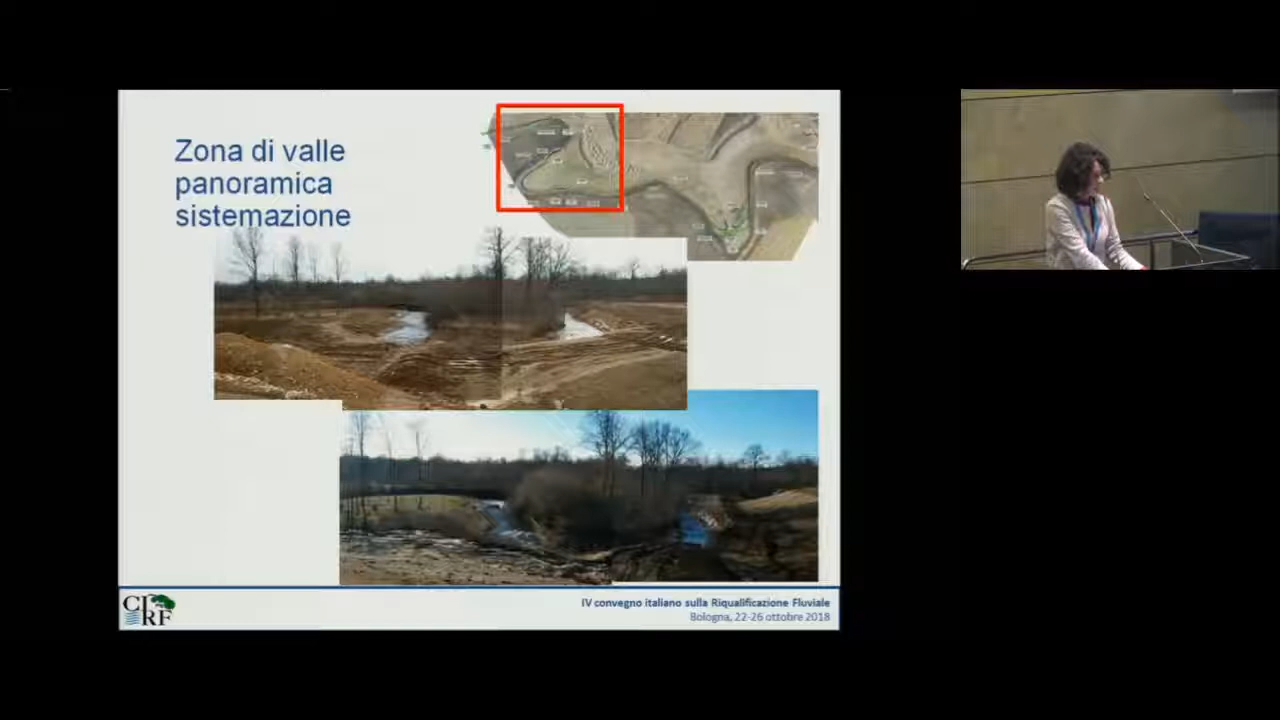 Zona di valle
panoramica
sistemazione
CIRF
IV convegno italiano sulla Riqualificazione Fluviale
Bologna, 22-26 ottobre 2018